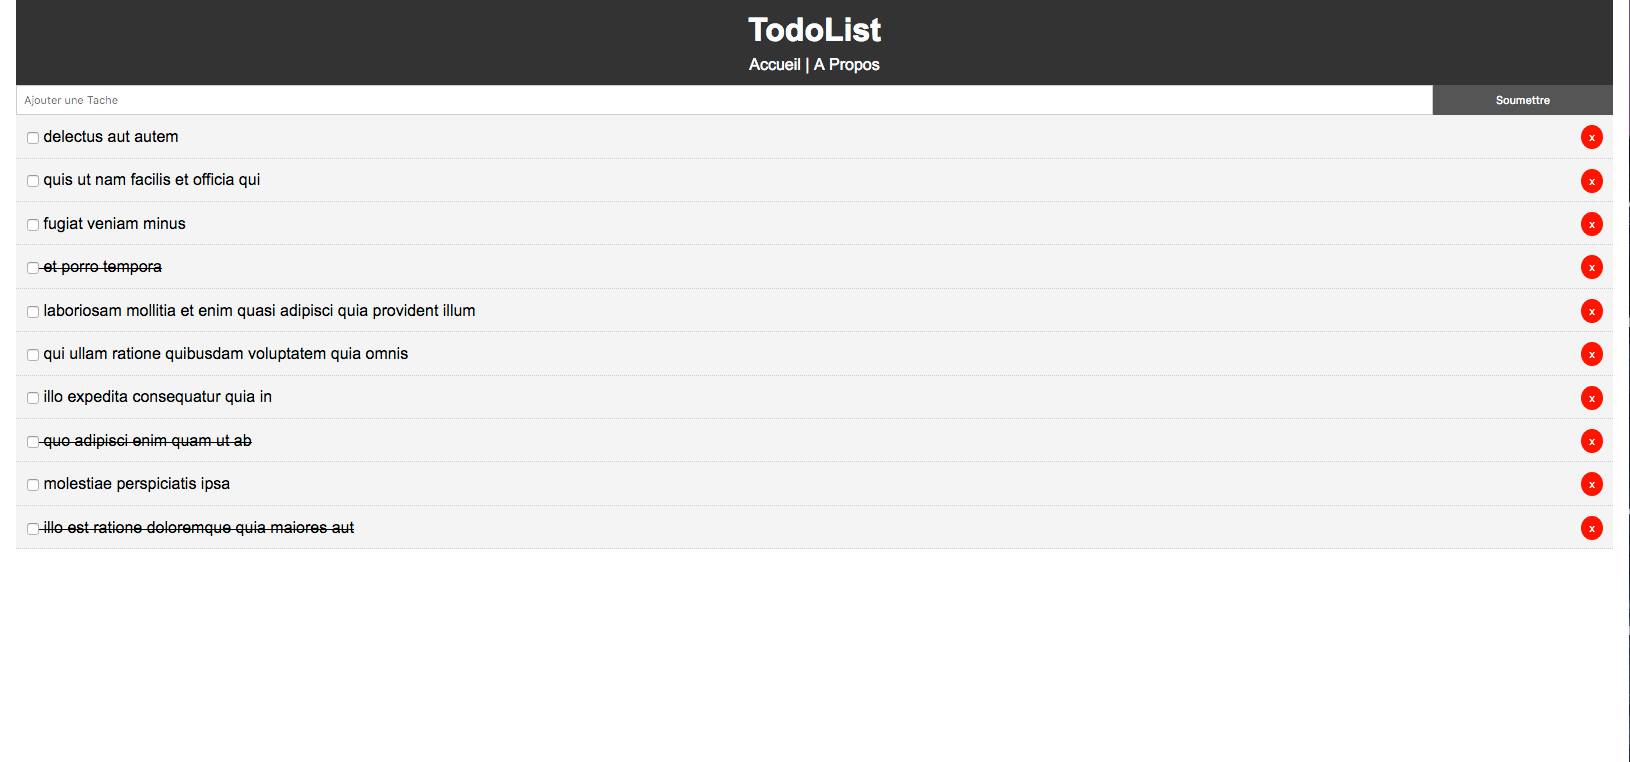 TodoList
Accueil | A Propos
Ajouter une Tache Soumettre
delectus aut autem x
quis ut nam facilis et officia qui x
fugiat veniam minus x
et porro tempora x
laboriosam mollitia et enim quasi adipisci quia provident illum x
qui ullam ratione quibusdam voluptatem quia omnis x
illo expedita consequatur quia in x
quo adipisci enim quam ut ab x
molestiae perspiciatis ipsa x
illo est ratione doloremque quia maiores aut x